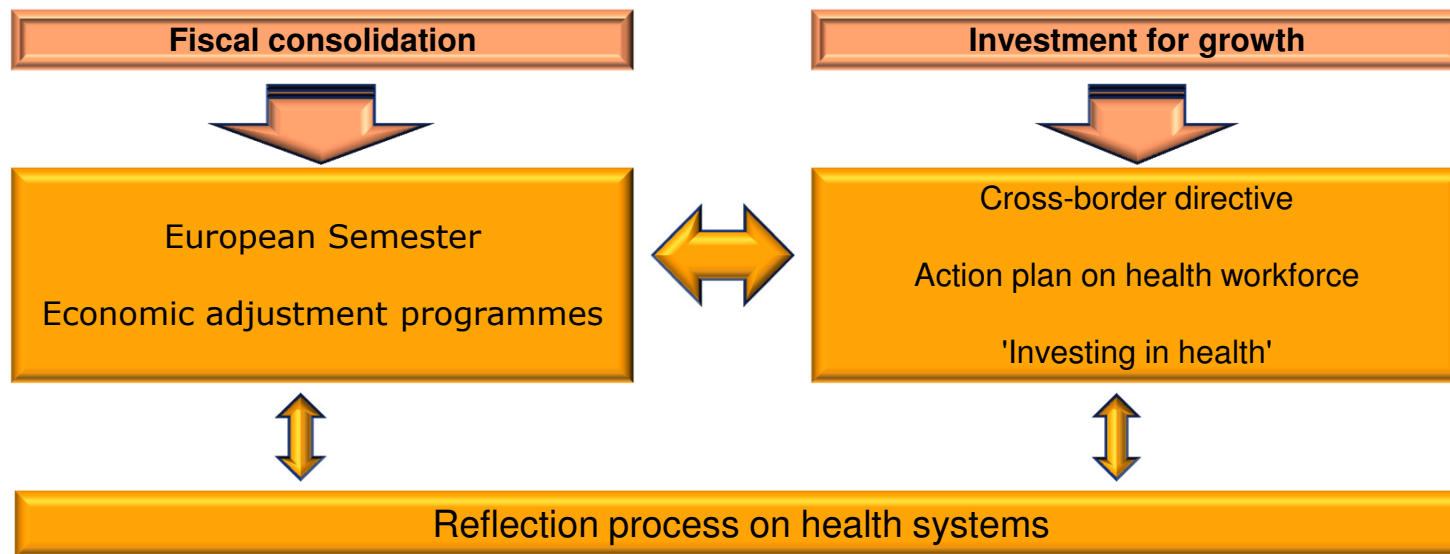 Fiscal consolidation
Investment for growth
European Semester
Economic adjustment programmes
Cross-border directive
Action plan on health workforce
'Investing in health'
Reflection process on health systems